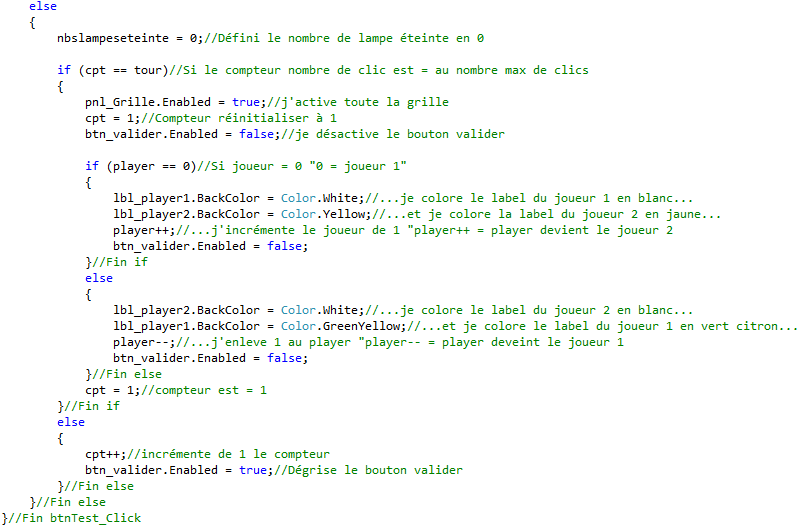 else
{
nbslampeseteinte = 0;//Défini le nombre de lampe éteinte en 0
if (cpt == tour)//Si le compteur nombre de clic est = au nombre max de clics
{
pnl_Grille.Enabled = true;//j'active toute la grille
cpt = 1;//Compteur réinitialiser à 1
btn_valider.Enabled = false;//je désactive le bouton valider
if (player == 0)//Si joueur = 0 "0 = joueur 1"
{
lbl_player1.BackColor = Color.White;//...je colore le label du joueur 1 en blanc...
lbl_player2.BackColor = Color.Yellow;//...et je colore la label du joueur 2 en jaune...
player++;//...j'incrémente le joueur de 1 "player++ = player devient le joueur 2
btn_valider.Enabled = false;
}//Fin if
else
{
lbl_player2.BackColor = Color.White;//...je colore le label du joueur 2 en blanc...
lbl_player1.BackColor = Color.GreenYellow;//...et je colore le label du joueur 1 en vert citron...
player--;//...j'enleve 1 au player "player-- = player deveint le joueur 1
btn_valider.Enabled = false;
}//Fin else
cpt = 1;//compteur est = 1
}//Fin if
else
{
cpt++;//incrémente de 1 le compteur
btn_valider.Enabled = true;//Dégrise le bouton valider
}//Fin else
}//Fin else
}//Fin btnTest_Click